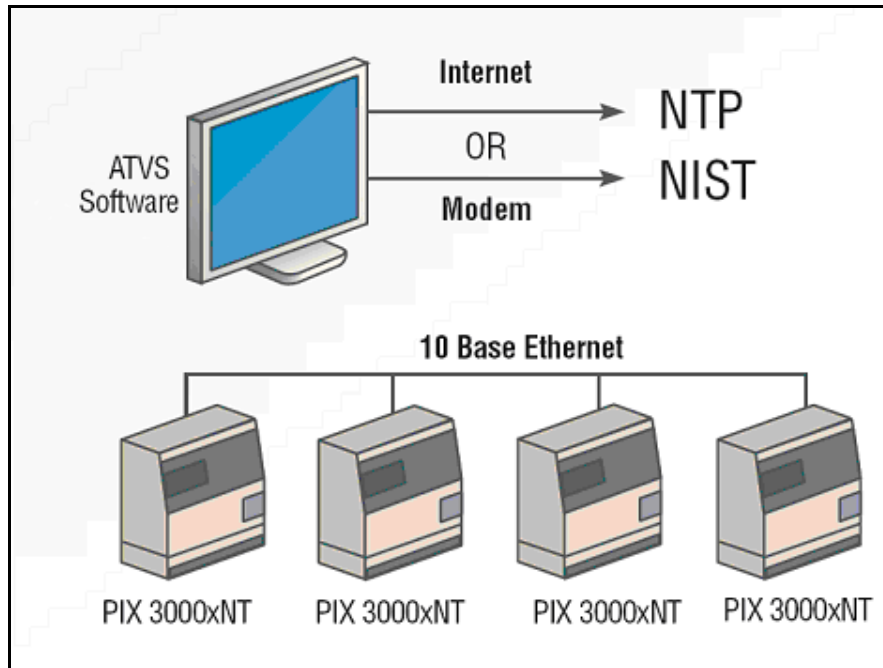 Internet
NTP
ATVS
Software
OR
NIST
Modem
10 Base Ethernet
PIX 3000xNT
PIX 3000xNT
PIX 3000xNT
PIX 3000xNT